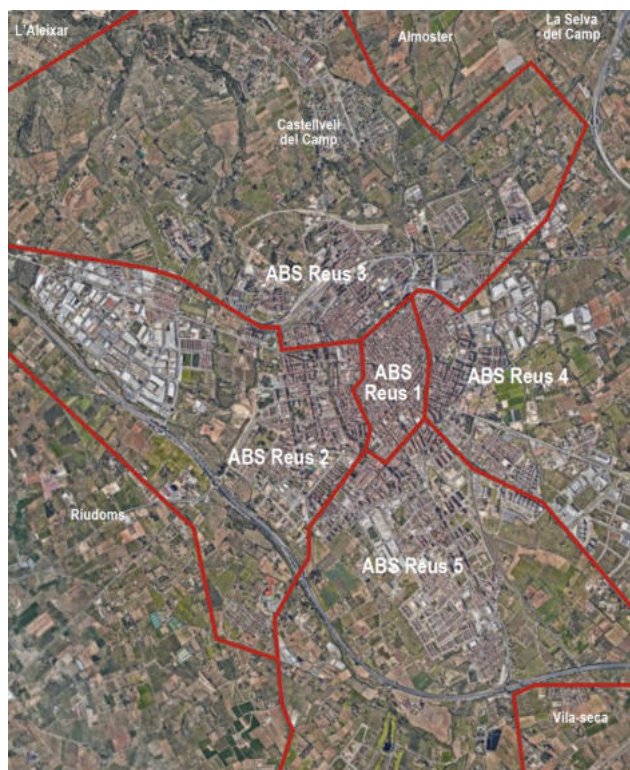 L'Aleixar
Almoster
La Selva
del Camp
Castellvell
del Camp
ABS Reus 3
ABS
Reus 1
ABS Reus 4
ABS Reus 2
Riudoms
ABS Reus 5
Vila-seca